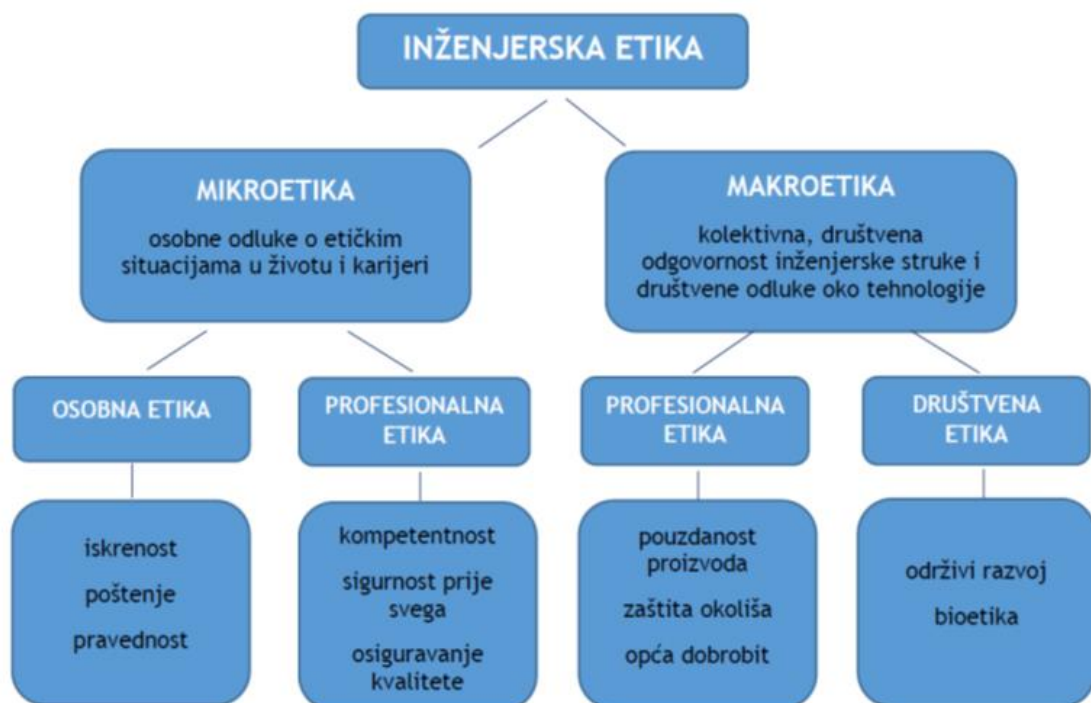 INŽENJERSKA ETIKA
MIKROETIKA
osobne odluke o etičkim
situacijama u životu i karijeri
MAKROETIKA
kolektivna, društvena
odgovornost inženjerske struke i
društvene odluke oko tehnologije
OSOBNA ETIKA
PROFESIONALNA
ETIKA
PROFESIONALNA
ETIKA
DRUŠTVENA
ETIKA
iskrenost
poštenje
pravednost
kompetentnost
sigurnost prije
svega
osiguravanje
kvalitete
pouzdanost
proizvoda
zaštita okoliša
opća dobrobit
održivi razvoj
bioetika